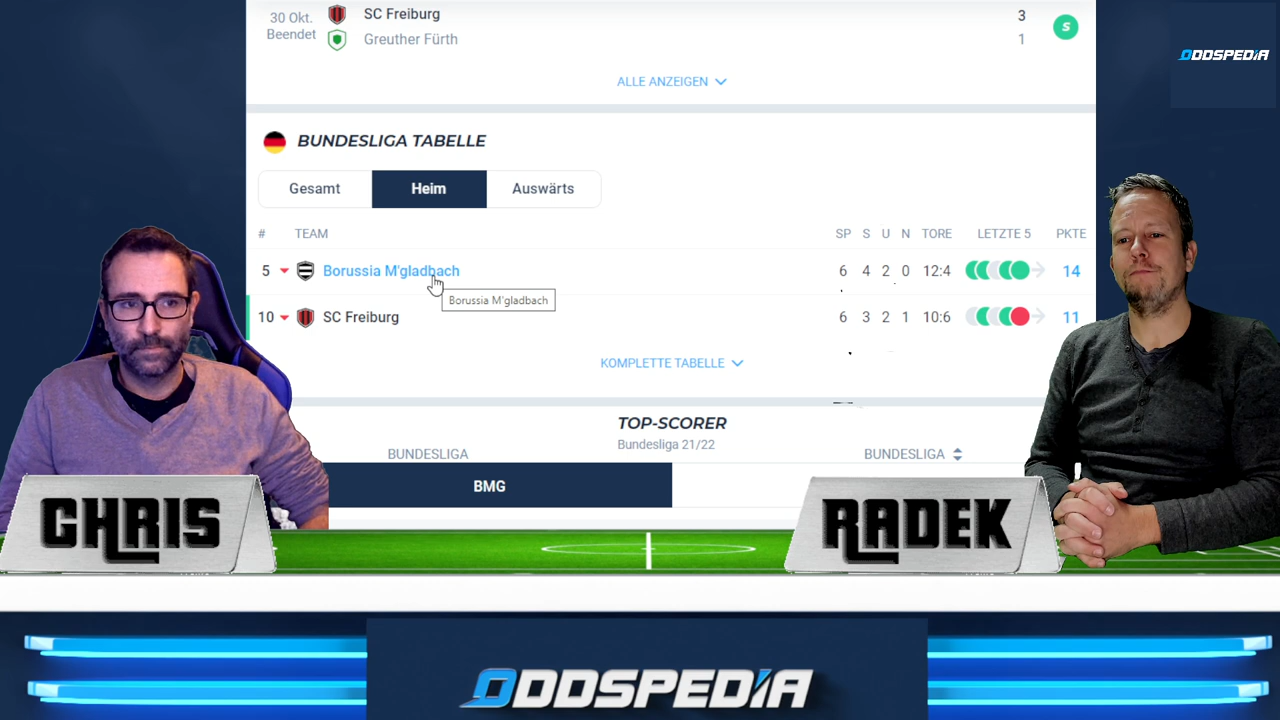 30 Okt.
Beendet
SC Freiburg
3
Greuther Fürth
1
S
ALLE ANZEIGEN
ODDSPEDIA
BUNDESLIGA TABELLE
Gesamt Heim Auswärts
# TEAM SP S U N TORE LETZTE 5 PKTE
5 Borussia M'gladbach 6 4 2 0 12:4 14
Borussia M'gladbach
10 SC Freiburg 6 3 2 1 10:6 11
KOMPLETTE TABELLE
TOP-SCORER
Bundesliga 21/22
BUNDESLIGA BUNDESLIGA
BMG
CHRIS
RADEK
ODDSPEDIA